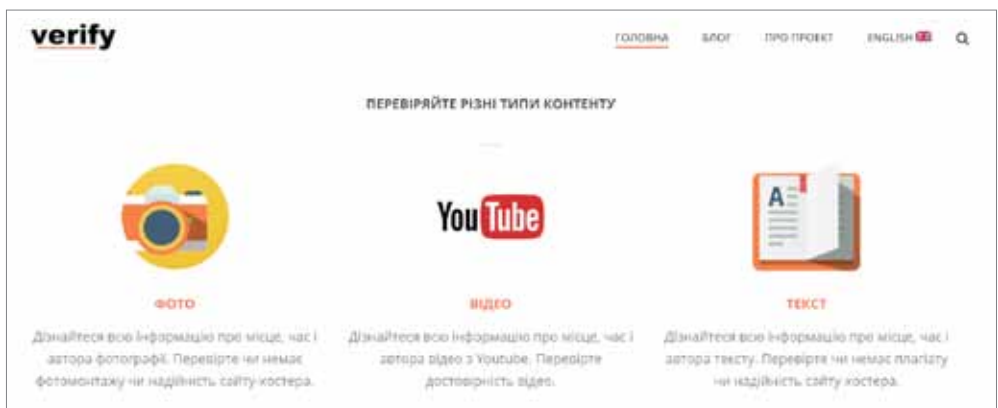 verify
ГОЛОВНА БЛОГ ПРО ПРОЕКТ ENGLISH
ПЕРЕВІРЯЙТЕ РІЗНІ ТИПИ КОНТЕНТУ
You Tube
A
ФОТО
Дізнайтеся всю інформацію про місце, час і
автора фотографії. Перевірте чи немає
фотомонтажу чи надійність сайту хостера.
ВІДЕО
Дізнайтеся всю інформацію про місце, час і
автора відео з Youtube. Перевірте
достовірність відео.
ТЕКСТ
Дізнайтеся всю інформацію про місце, час і
автора тексту. Перевірте чи немає плагіату
чи надійність сайту хостера.